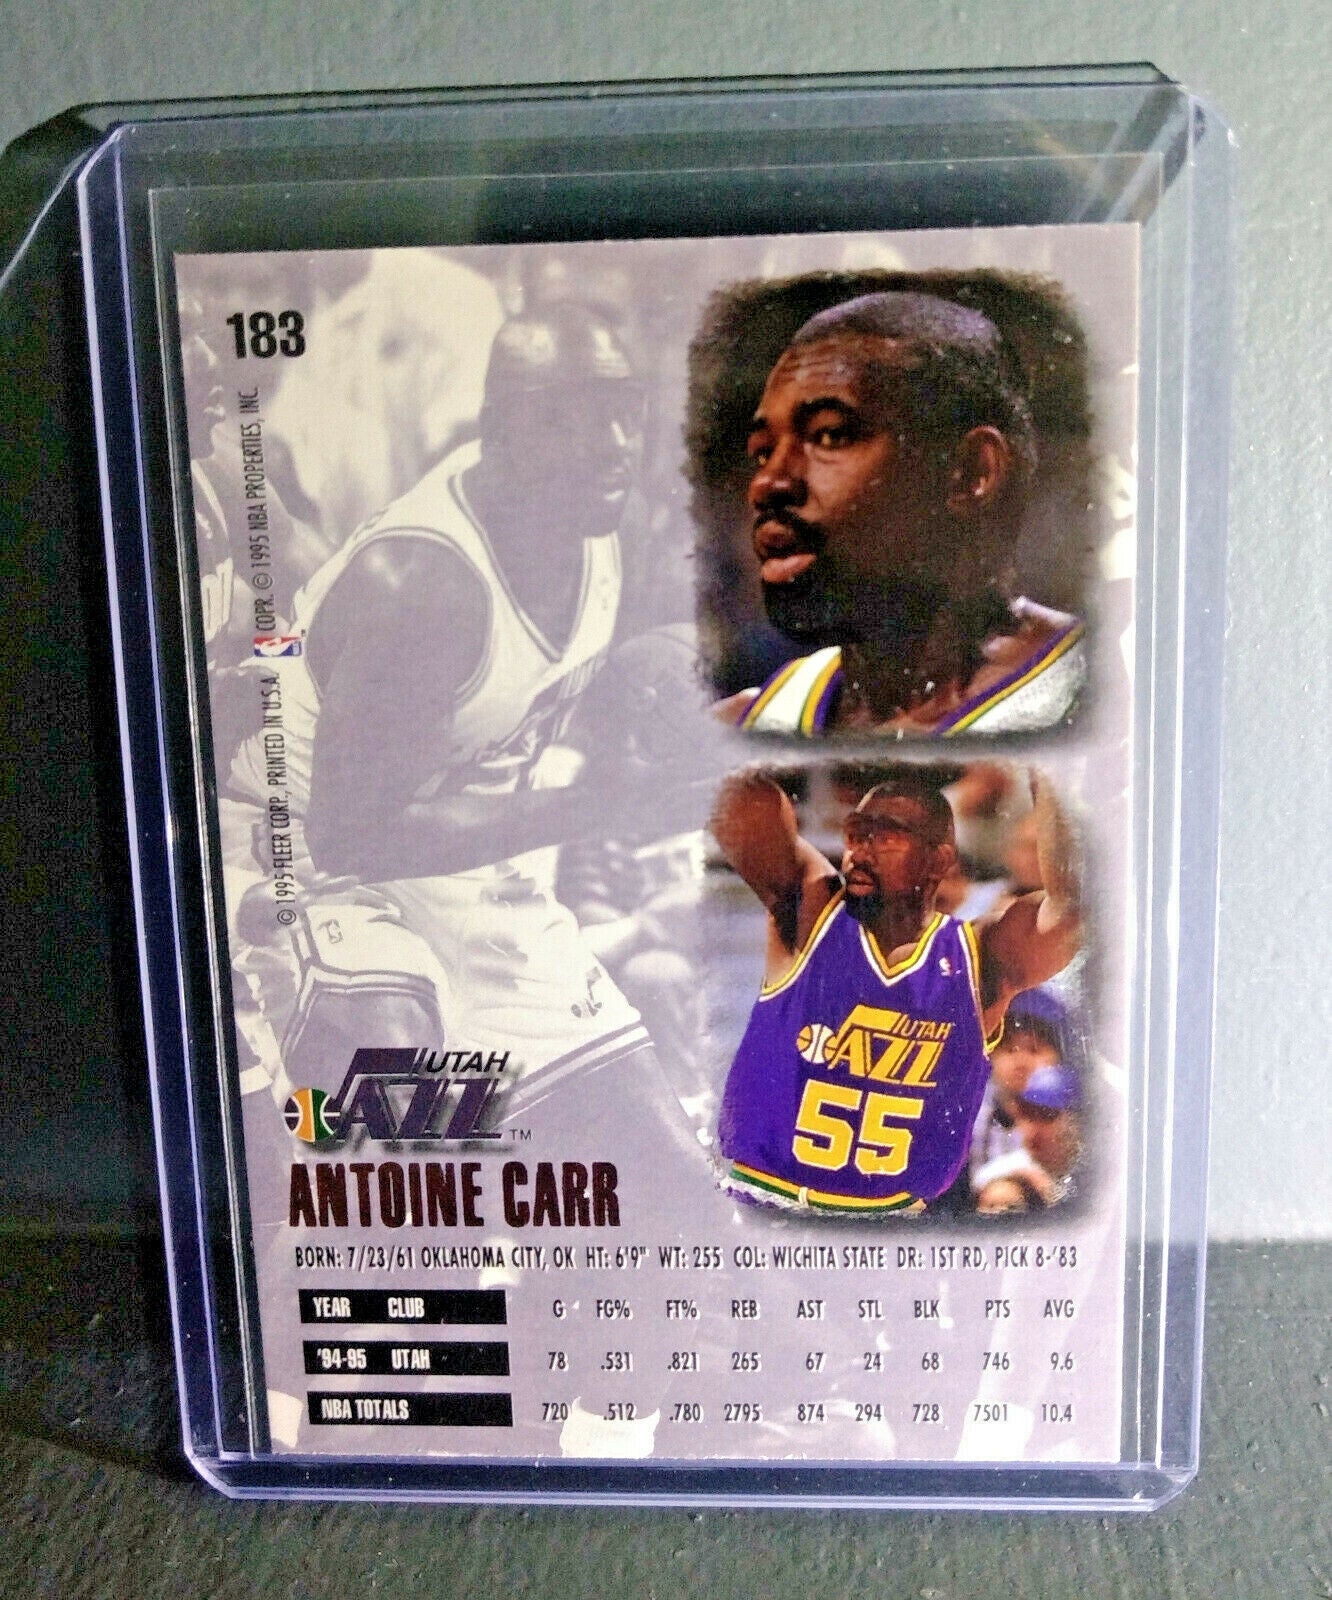 183
© 1995 FLEER CORP., PRINTED IN U.S.A. COPR. © 1995 NBA PROPERTIES, INC.
UTAH
JAZZ
55
UTAH
JAZZ™
ANTOINE CARR
BORN: 7/23/61 OKLAHOMA CITY, OK HT: 6'9" WT: 255 COL: WICHITA STATE DR: 1ST RD, PICK 8-'83
YEAR CLUB G FG% FT% REB AST STL BLK PTS AVG
'94-95 UTAH 78 .531 .821 265 67 24 68 746 9.6
NBA TOTALS 720 .512 .780 2795 874 294 728 7501 10.4